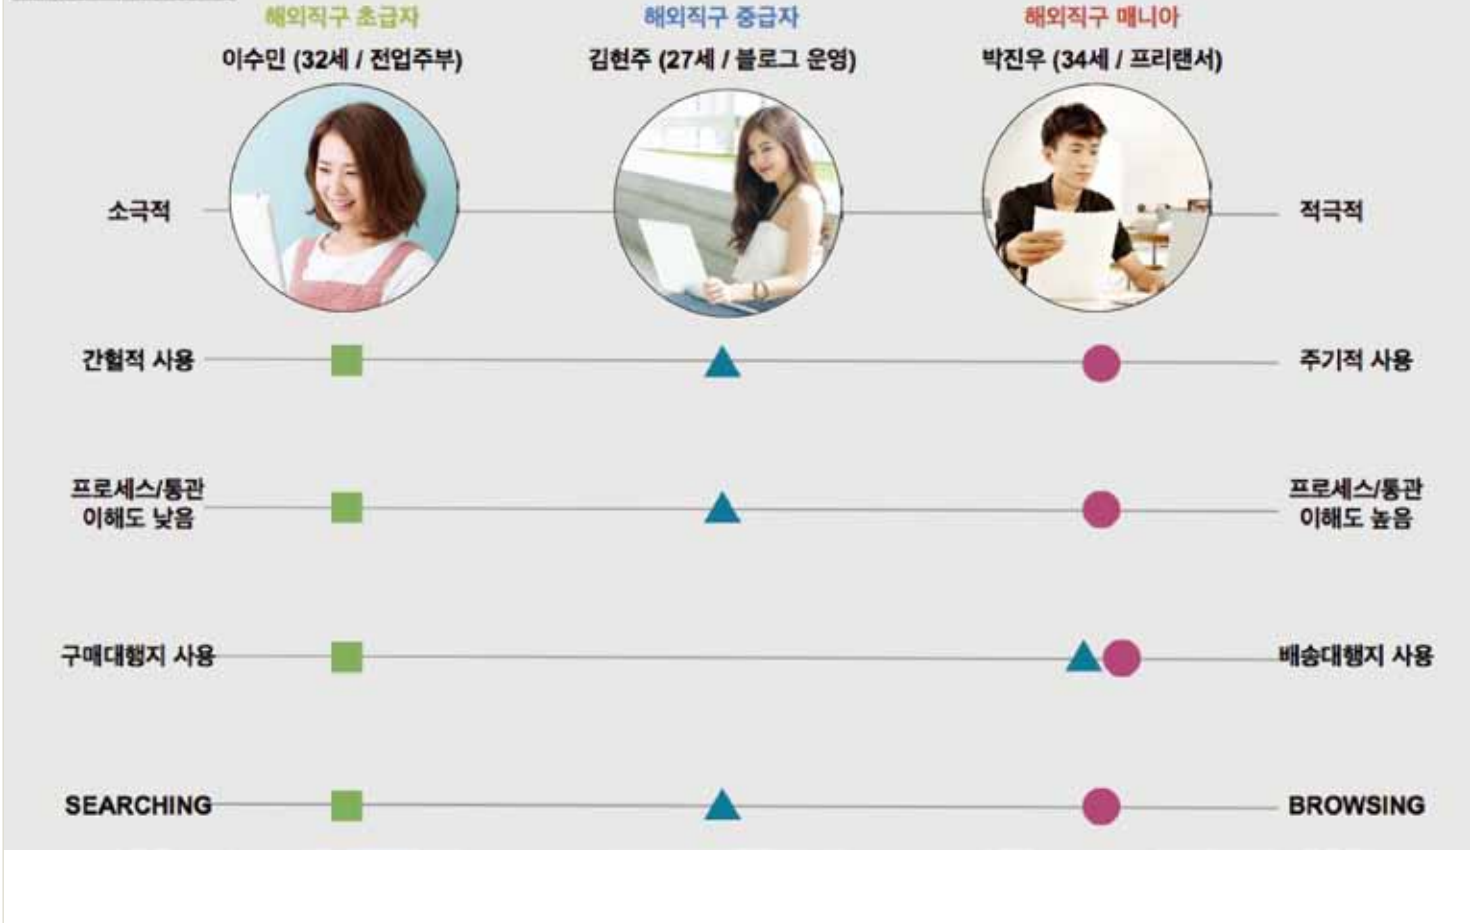 해외직구 초급자
해외직구 중급자
해외직구 매니아
이수민 (32세 / 전업주부)
김현주 (27세 / 블로그 운영)
박진우 (34세 / 프리랜서)
소극적
적극적
간헐적 사용
주기적 사용
프로세스/통관
이해도 낮음
프로세스/통관
이해도 높음
구매대행지 사용
배송대행지 사용
SEARCHING
BROWSING